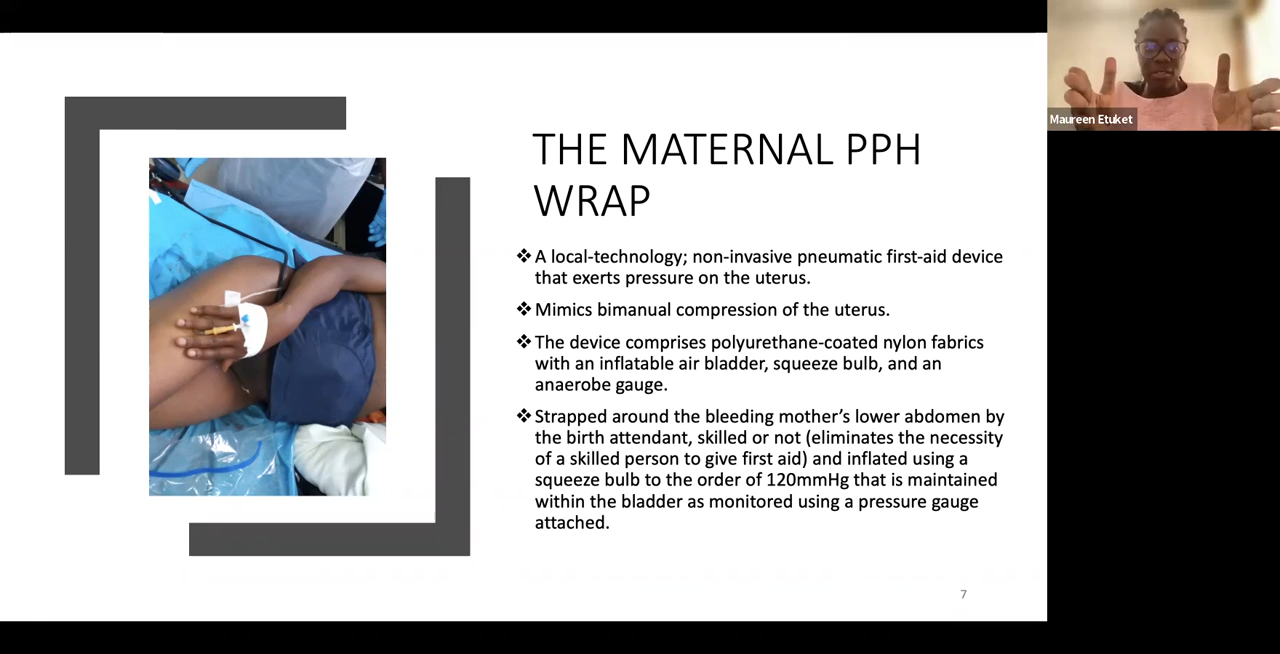 THE MATERNAL PPH
WRAP
❖ A local-technology; non-invasive pneumatic first-aid device
that exerts pressure on the uterus.
❖ Mimics bimanual compression of the uterus.
❖ The device comprises polyurethane-coated nylon fabrics
with an inflatable air bladder, squeeze bulb, and an
anaerobe gauge.
❖ Strapped around the bleeding mother's lower abdomen by
the birth attendant, skilled or not (eliminates the necessity
of a skilled person to give first aid) and inflated using a
squeeze bulb to the order of 120mmHg that is maintained
within the bladder as monitored using a pressure gauge
attached.
7
Maureen Etuket